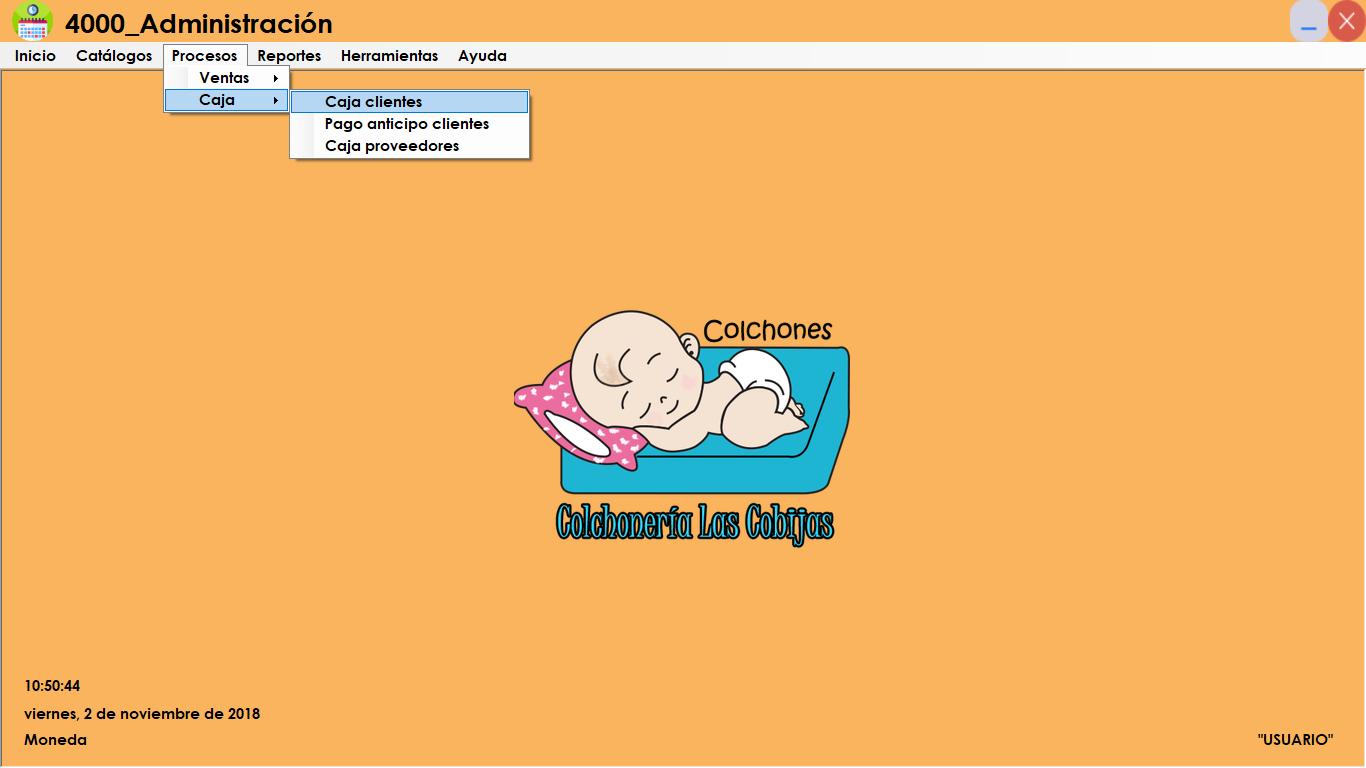 4000_Administración
Inicio Catálogos Procesos Reportes Herramientas Ayuda
Ventas
Caja
Caja clientes
Pago anticipo clientes
Caja proveedores
Colchones
Colchonería Las Cobijas
10:50:44
viernes, 2 de noviembre de 2018
Moneda
"USUARIO"